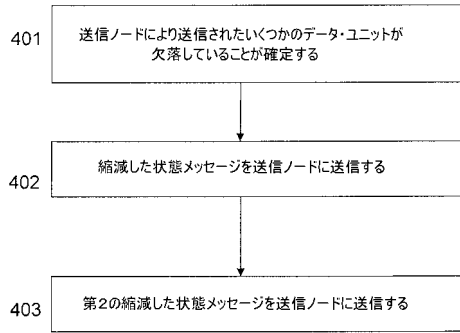 401
送信ノードにより送信されたいくつかのデータ・ユニットが
欠落していることが確定する
402
縮減した状態メッセージを送信ノードに送信する
403
第2の縮減した状態メッセージを送信ノードに送信する